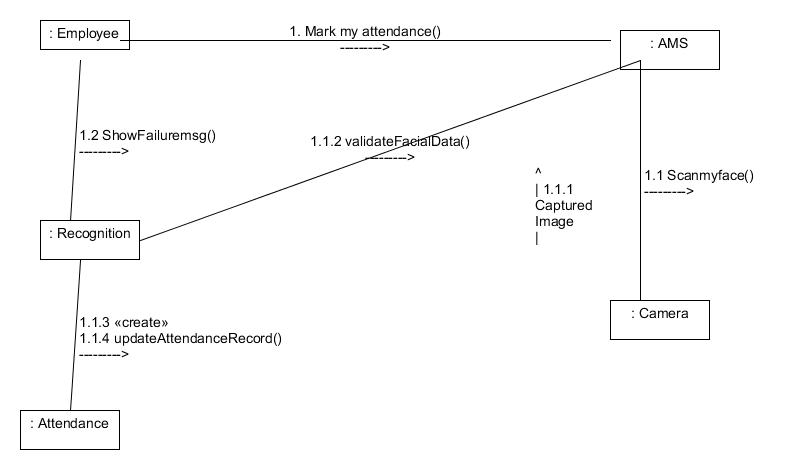 : Employee
1. Mark my attendance()
--------->
: AMS
1.2 ShowFailuremsg()
--------->
1.1.2 validateFacialData()
--------->
^
| 1.1.1
Captured
Image
|
1.1 Scanmyface()
--------->
: Recognition
: Camera
1.1.3 «create»
1.1.4 updateAttendanceRecord()
--------->
: Attendance